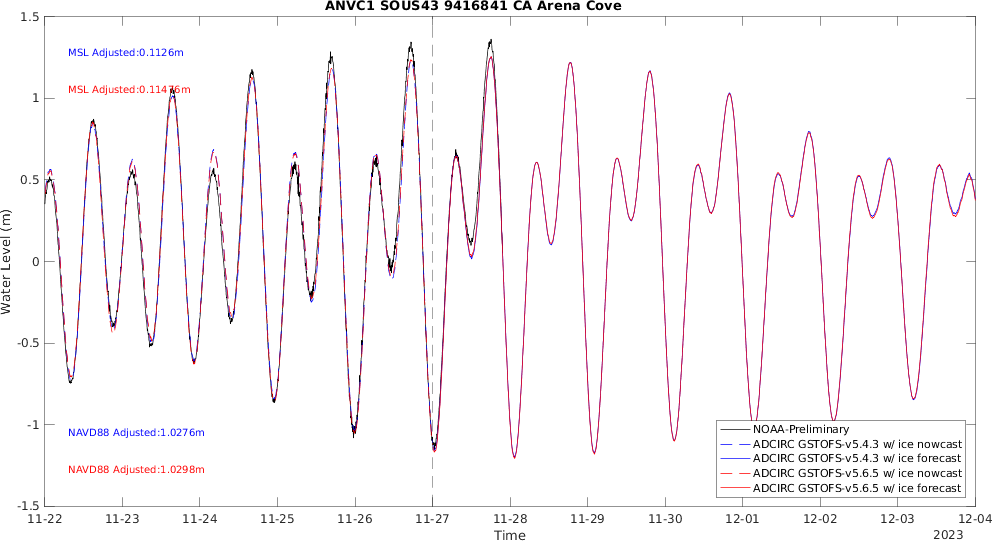 ANVC1 SOUS43 9416841 CA Arena Cove
1.5
1
0.5
0
-0.5
-1
-1.5
Water Level (m)
MSL Adjusted:0.1126m
MSL Adjusted:0.11476m
NAVD88 Adjusted:1.0276m
NAVD88 Adjusted:1.0298m
NOAA-Preliminary
ADCIRC GSTOFS-v5.4.3 w/ ice nowcast
ADCIRC GSTOFS-v5.4.3 w/ ice forecast
ADCIRC GSTOFS-v5.6.5 w/ ice nowcast
ADCIRC GSTOFS-v5.6.5 w/ ice forecast
11-22 11-23 11-24 11-25 11-26 11-27 11-28 11-29 11-30 12-01 12-02 12-03 12-04
Time
2023